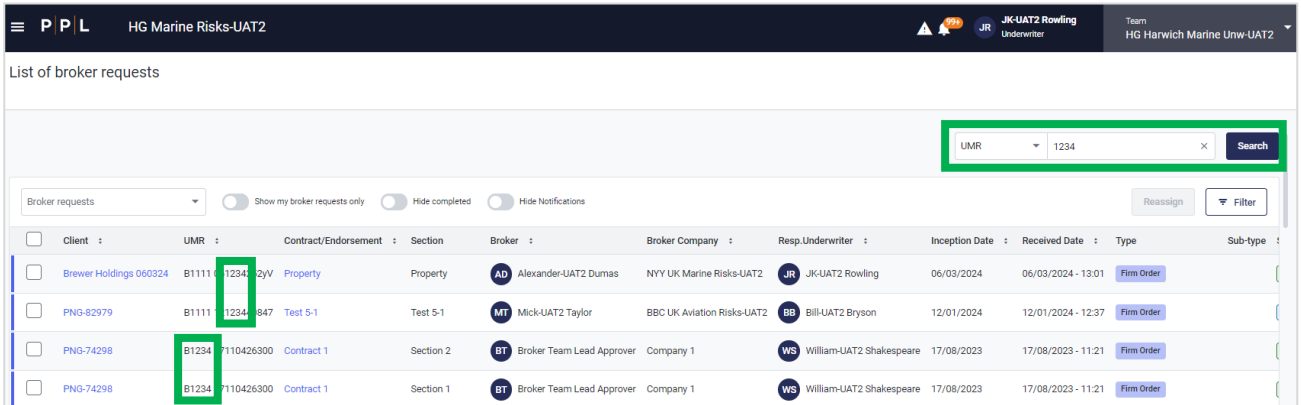 PPL HG Marine Risks-UAT2 99+ JR JK-UAT2 Rowling Team
Underwriter HG Harwich Marine Unw-UAT2
List of broker requests
UMR 1234 × Search
Broker requests Show my broker requests only Hide completed Hide Notifications Reassign Filter
Client UMR Contract/Endorsement Section Broker Broker Company Resp.Underwriter Inception Date Received Date Type Sub-type
Brewer Holdings 060324 B1111 Property Property AD Alexander-UAT2 Dumas NYY UK Marine Risks-UAT2 JR JK-UAT2 Rowling 06/03/2024 06/03/2024 - 13:01 Firm Order
PNG-82979 B1111 Test 5-1 Test 5-1 MT Mick-UAT2 Taylor BBC UK Aviation Risks-UAT2 BB Bill-UAT2 Bryson 12/01/2024 12/01/2024 - 12:37 Firm Order
PNG-74298 B1234 Contract 1 Section 2 BT Broker Team Lead Approver Company 1 WS William-UAT2 Shakespeare 17/08/2023 17/08/2023 - 11:21 Firm Order
PNG-74298 B1234 Contract 1 Section 1 BT Broker Team Lead Approver Company 1 WS William-UAT2 Shakespeare 17/08/2023 17/08/2023 - 11:21 Firm Order